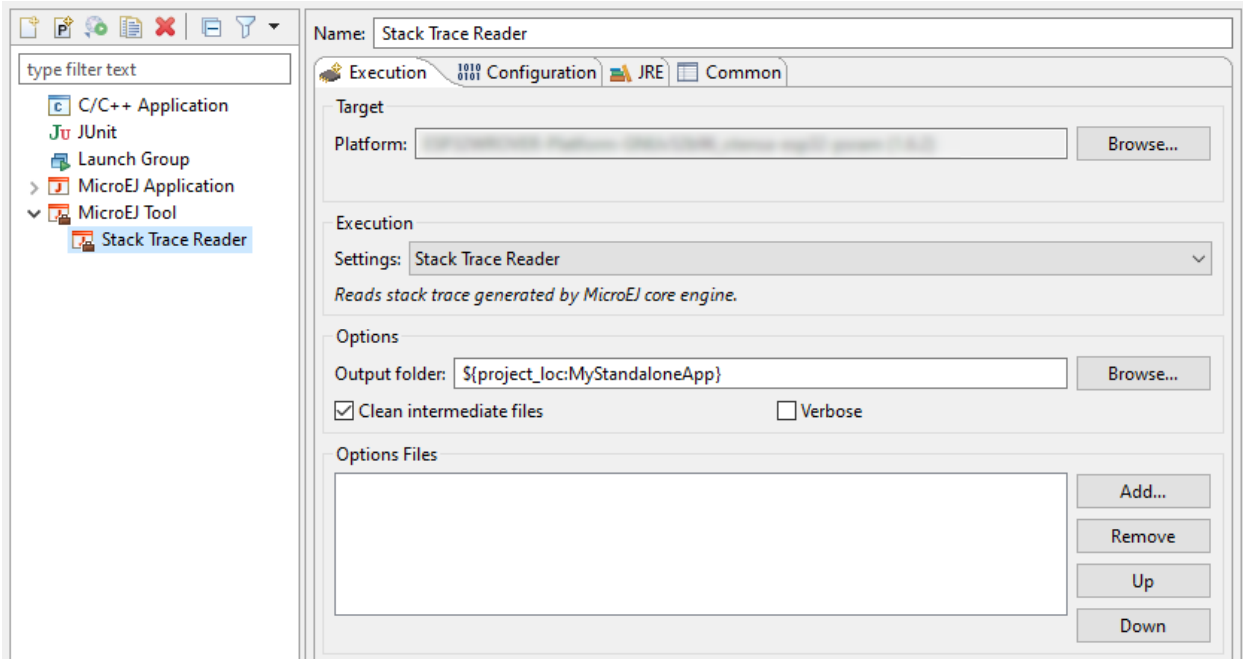 Name: Stack Trace Reader
type filter text
Execution Configuration JRE Common
C/C++ Application
JUnit
Launch Group
MicroEJ Application
MicroEJ Tool
Stack Trace Reader
Target
Platform: Browse...
Execution
Settings: Stack Trace Reader
Reads stack trace generated by MicroEJ core engine.
Options
Output folder: ${project_loc:MyStandaloneApp} Browse...
Clean intermediate files Verbose
Options Files
Add...
Remove
Up
Down